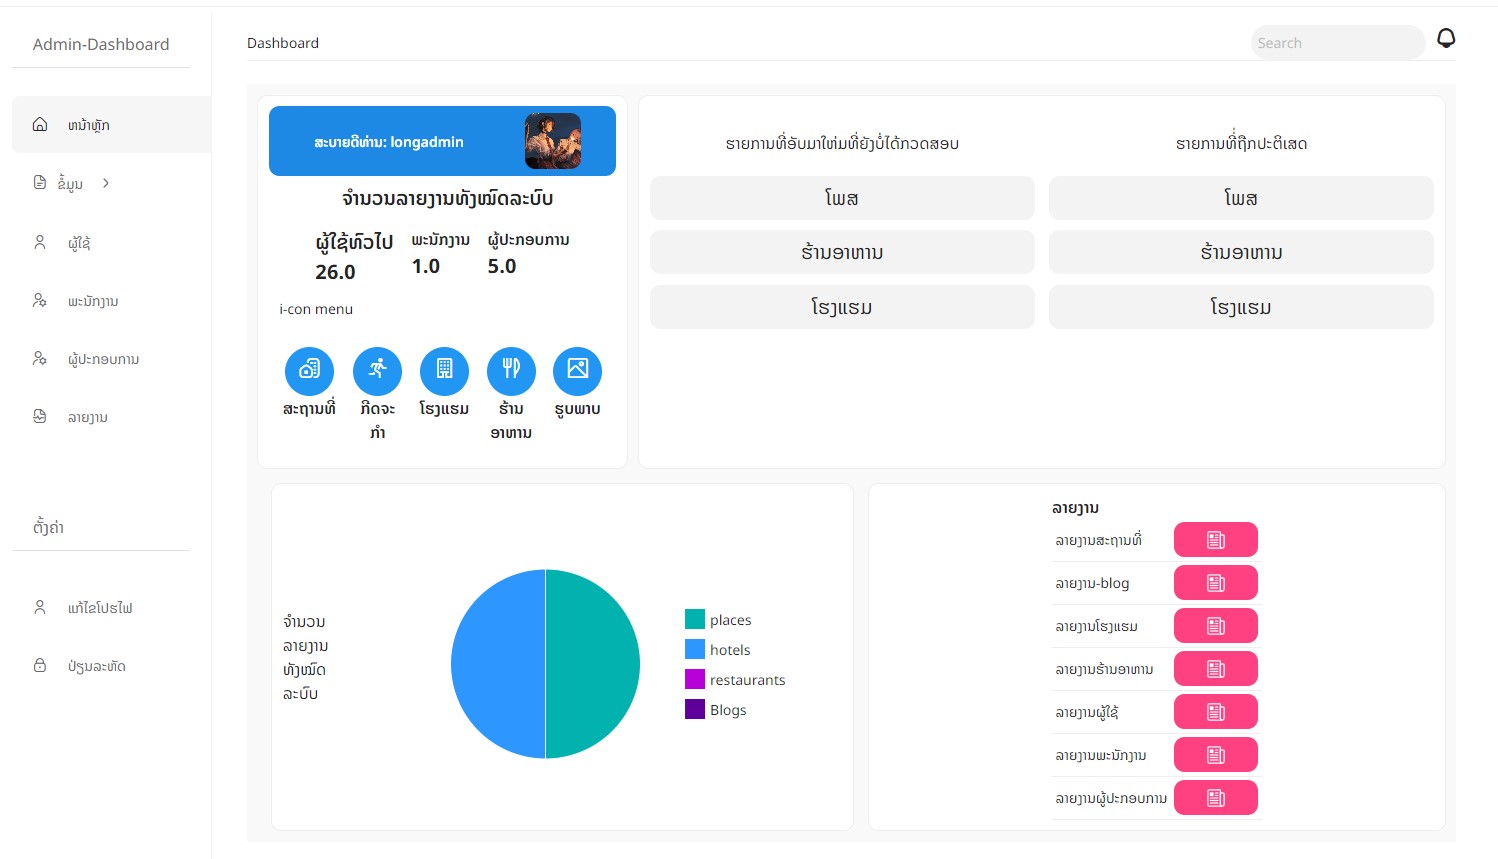 Admin-Dashboard
ຫນ້າຫຼັກ
ຂໍ້ມູນ
ຜູ້ໃຊ້
ພະນັກງານ
ຜູ້ປະກອບການ
ລາຍງານ
ຕັ້ງຄ່າ
ແກ້ໄຂໂປຣໄຟ
ປ່ຽນລະຫັດ
Dashboard
Search
ສະບາຍດີທ່ານ: longadmin
ຈຳນວນລາຍງານທັງໝົດລະບົບ
ຜູ້ໃຊ້ທົ່ວໄປ ພະນັກງານ ຜູ້ປະກອບການ
26.0 1.0 5.0
i-con menu
ສະຖານທີ່ ກິດຈະ ໂຮງແຮມ ຮ້ານ ຮູບພາບ
ກຳ ອາຫານ
ຮາຍການທີ່ອັບມາໃຫ່ມທີ່ຍັງບໍ່ໄດ້ກວດສອບ
ໂພສ
ຮ້ານອາຫານ
ໂຮງແຮມ
ຮາຍການທີ່ຖືກປະຕິເສດ
ໂພສ
ຮ້ານອາຫານ
ໂຮງແຮມ
ຈຳນວນ
ລາຍງານ
ທັງໝົດ
ລະບົບ
places
hotels
restaurants
Blogs
ລາຍງານ
ລາຍງານສະຖານທີ່
ລາຍງານ-blog
ລາຍງານໂຮງແຮມ
ລາຍງານຮ້ານອາຫານ
ລາຍງານຜູ້ໃຊ້
ລາຍງານພະນັກງານ
ລາຍງານຜູ້ປະກອບການ